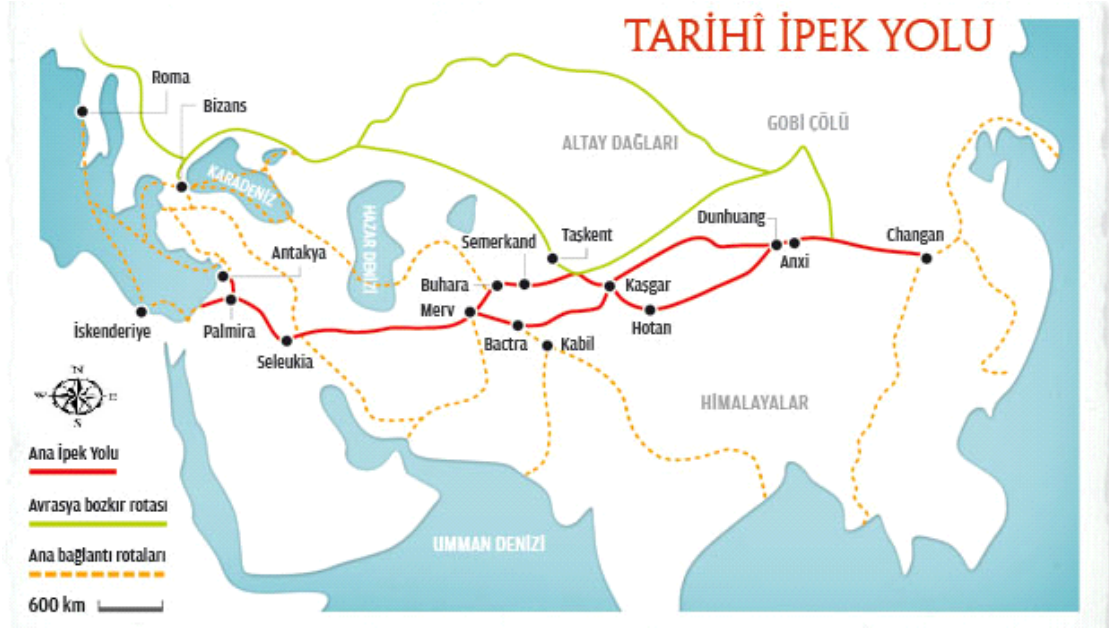 TARİHÎ İPEK YOLU
Roma
Bizans
GOBİ ÇÖLÜ
ALTAY DAĞLARI
KARADENİZ
HAZAR DENİZİ
Dunhuang
Semerkand
Taşkent
Changan
Antakya
Anxi
Buhara
Kaşgar
Merv
Hotan
İskenderiye
Palmira
Bactra
Kabil
Seleukia
HİMALAYALAR
N
W
E
S
Ana İpek Yolu
Avrasya bozkır rotası
UMMAN DENİZİ
Ana bağlantı rotaları
600 km